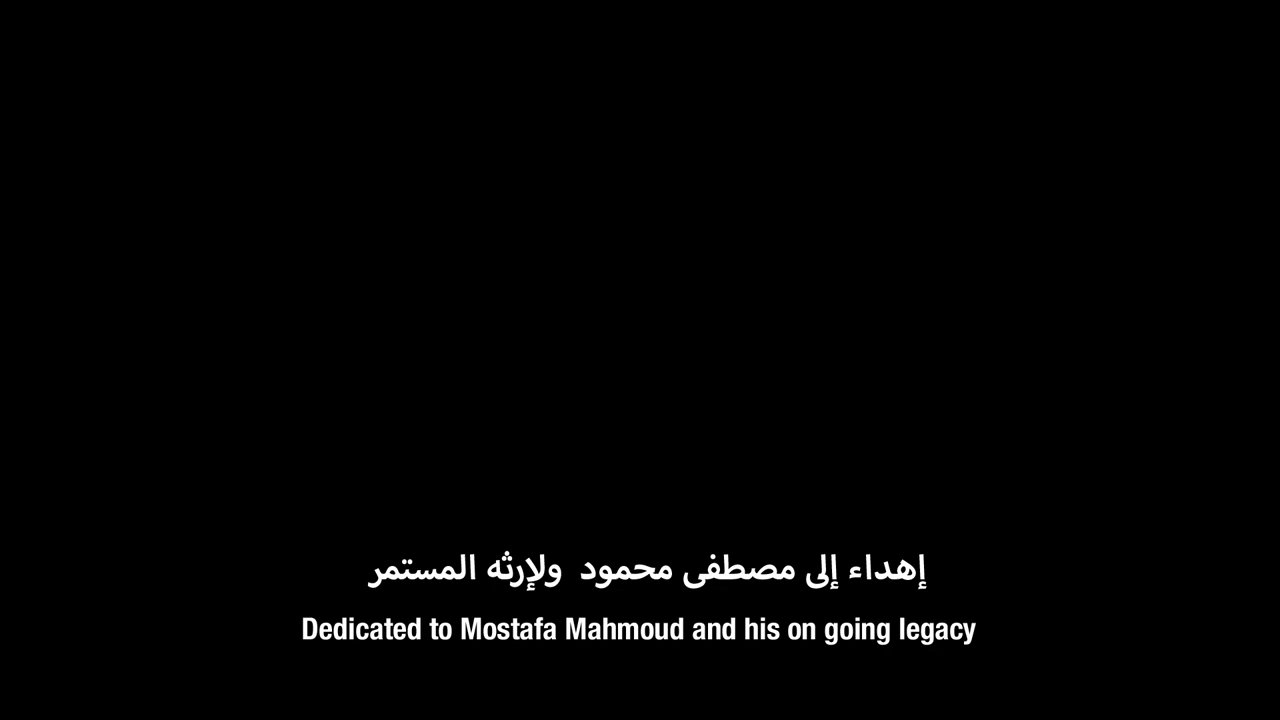 إهداء إلى مصطفى محمود ولإرثه المستمر
Dedicated to Mostafa Mahmoud and his on going legacy